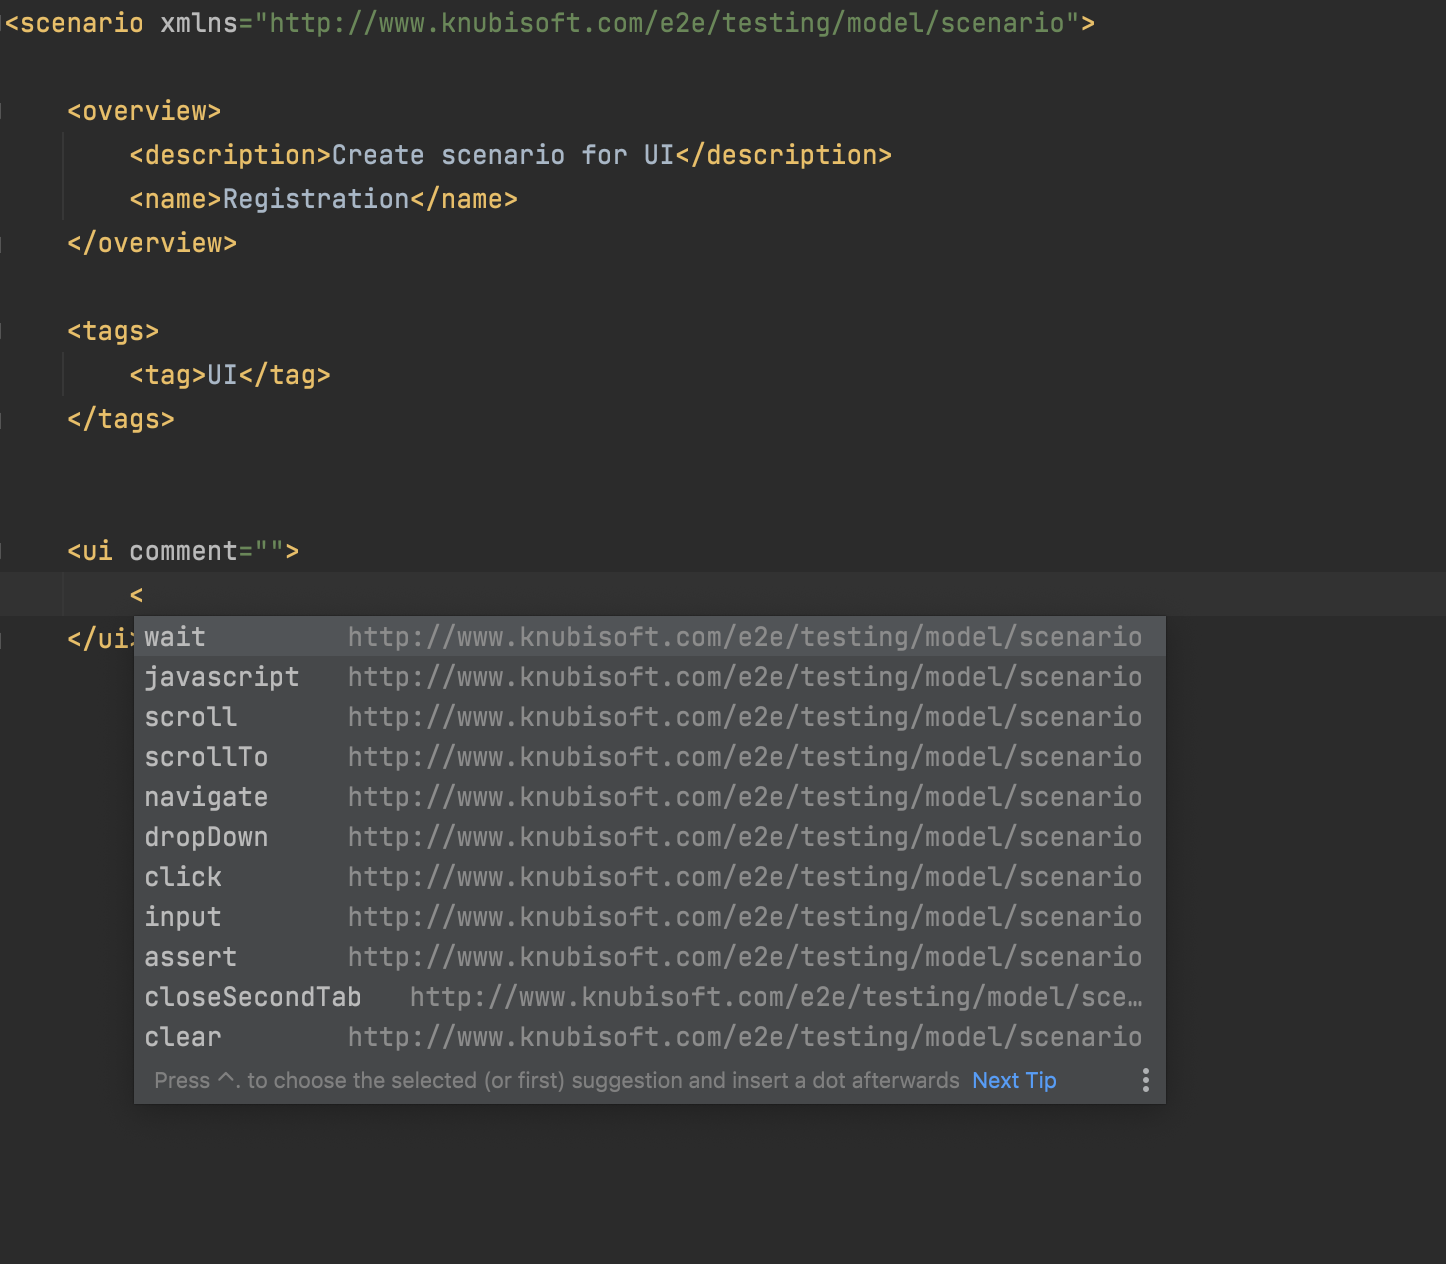 <scenario xmlns="http://www.knubisoft.com/e2e/testing/model/scenario">
<overview>
<description>Create scenario for UI</description>
<name>Registration</name>
</overview>
<tags>
<tag>UI</tag>
</tags>
<ui comment="">
<
</ui>
wait http://www.knubisoft.com/e2e/testing/model/scenario
javascript http://www.knubisoft.com/e2e/testing/model/scenario
scroll http://www.knubisoft.com/e2e/testing/model/scenario
scrollTo http://www.knubisoft.com/e2e/testing/model/scenario
navigate http://www.knubisoft.com/e2e/testing/model/scenario
dropDown http://www.knubisoft.com/e2e/testing/model/scenario
click http://www.knubisoft.com/e2e/testing/model/scenario
input http://www.knubisoft.com/e2e/testing/model/scenario
assert http://www.knubisoft.com/e2e/testing/model/scenario
closeSecondTab http://www.knubisoft.com/e2e/testing/model/sce…
clear http://www.knubisoft.com/e2e/testing/model/scenario
Press ^. to choose the selected (or first) suggestion and insert a dot afterwards Next Tip